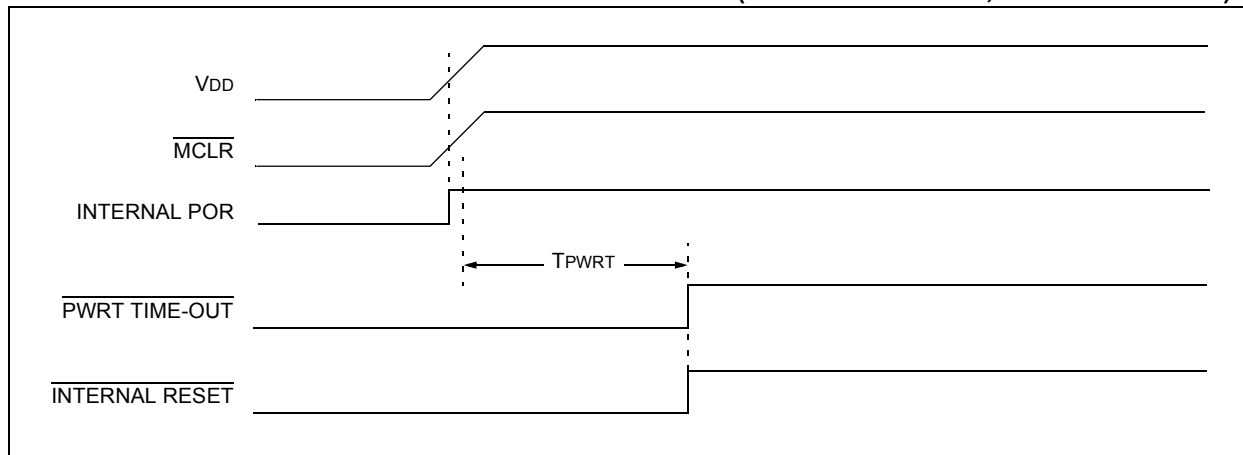 VDD
MCLR
INTERNAL POR
TPWRT
PWRT TIME-OUT
INTERNAL RESET